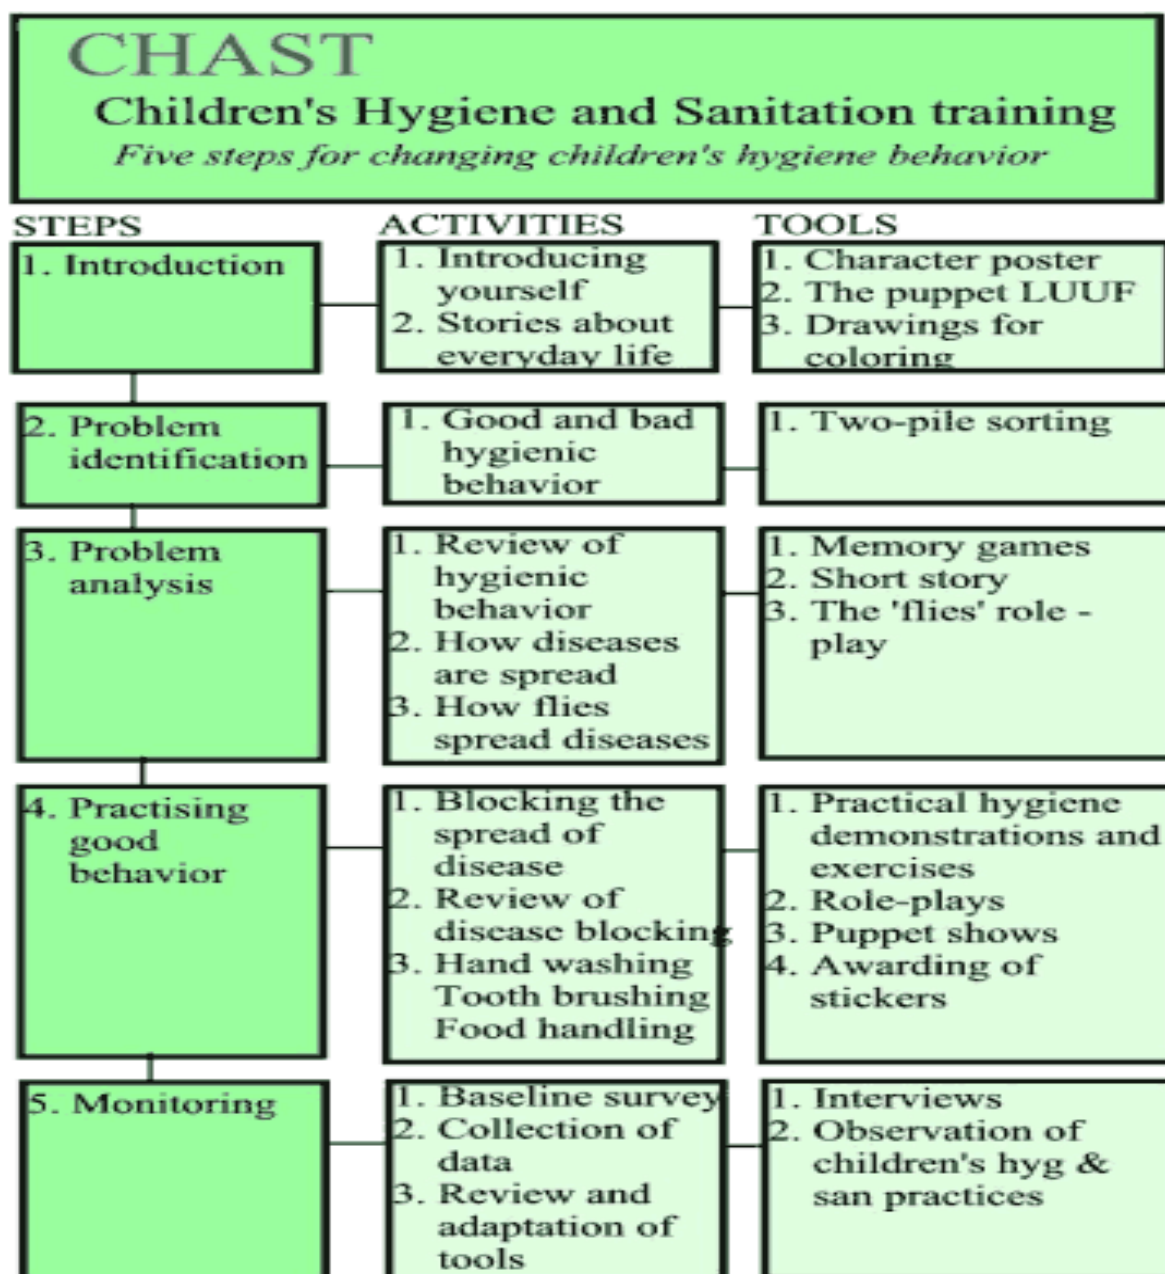 CHAST
Children's Hygiene and Sanitation training
Five steps for changing children's hygiene behavior
STEPS
ACTIVITIES
TOOLS
1. Introduction
1. Introducing
yourself
2. Stories about
everyday life
1. Character poster
2. The puppet LUUF
3. Drawings for
coloring
2. Problem
identification
1. Good and bad
hygienic
behavior
1. Two-pile sorting
3. Problem
analysis
1. Review of
hygienic
behavior
2. How diseases
are spread
3. How flies
spread diseases
1. Memory games
2. Short story
3. The 'flies' role -
play
4. Practising
good
behavior
1. Blocking the
spread of
disease
2. Review of
disease blocking
3. Hand washing
Tooth brushing
Food handling
1. Practical hygiene
demonstrations and
exercises
2. Role-plays
3. Puppet shows
4. Awarding of
stickers
5. Monitoring
1. Baseline survey
2. Collection of
data
3. Review and
adaptation of
tools
1. Interviews
2. Observation of
children's hyg &
san practices